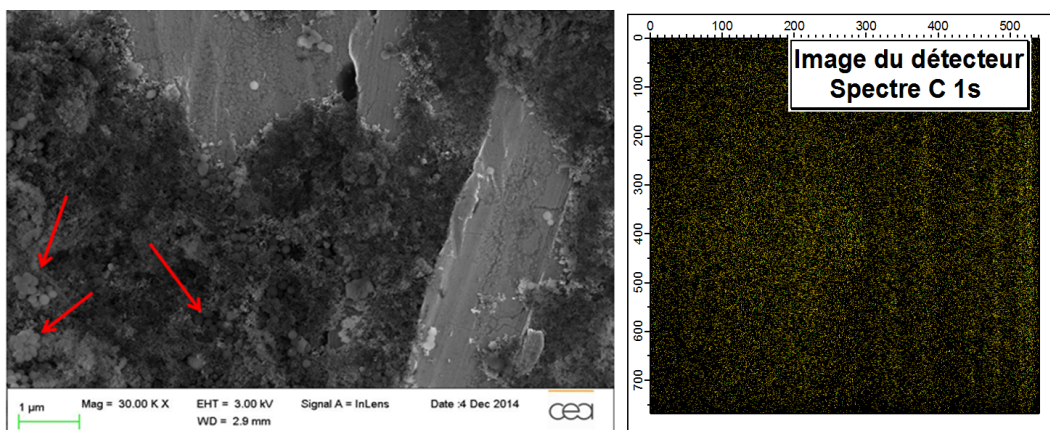 1 µm
Mag = 30.00 K X
EHT = 3.00 kV
WD = 2.9 mm
Signal A = InLens
Date :4 Dec 2014
cea
0 100 200 300 400 500
0
100
200
300
400
500
600
700
Image du détecteur
Spectre C 1s